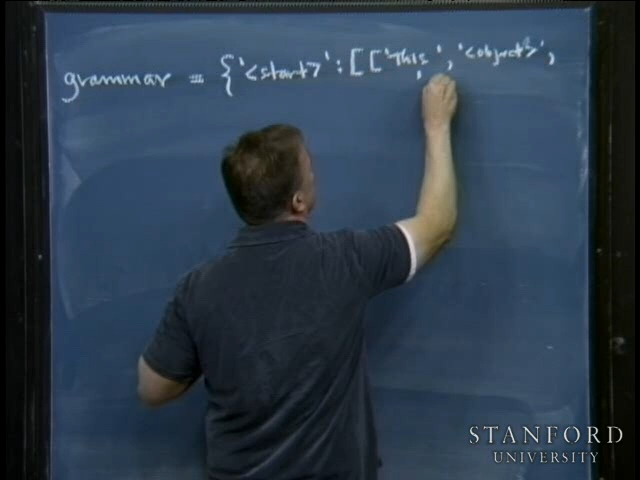 grammar = {'<start>': [['This ', '<object>',
'
STANFORD
UNIVERSITY